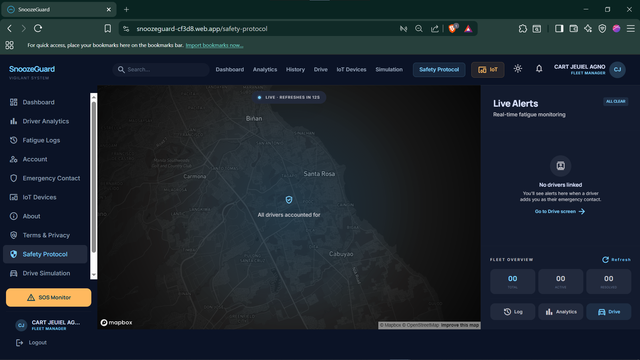 SnoozeGuard
snoozeguard-cf3d8.web.app/safety-protocol
For quick access, place your bookmarks here on the bookmarks bar. Import bookmarks now...
SnoozeGuard
VIGILANT SYSTEM
Search...
Dashboard
Analytics
History
Drive
IoT Devices
Simulation
Safety Protocol
IoT
CART JEUIEL AGNO
FLEET MANAGER
CJ
Dashboard
Driver Analytics
Fatigue Logs
Account
Emergency Contact
IoT Devices
About
Terms & Privacy
Safety Protocol
Drive Simulation
SOS Monitor
CJ
CART JEUIEL AG...
FLEET MANAGER
Logout
LIVE · REFRESHES IN 12S
Biñan
Carmona
Santa Rosa
All drivers accounted for
Cabuyao
mapbox
© Mapbox © OpenStreetMap Improve this map
Live Alerts
ALL CLEAR
Real-time fatigue monitoring
No drivers linked
You'll see alerts here when a driver
adds you as their emergency contact.
Go to Drive screen →
FLEET OVERVIEW
Refresh
00
TOTAL
00
ACTIVE
00
Log
Analytics
Drive